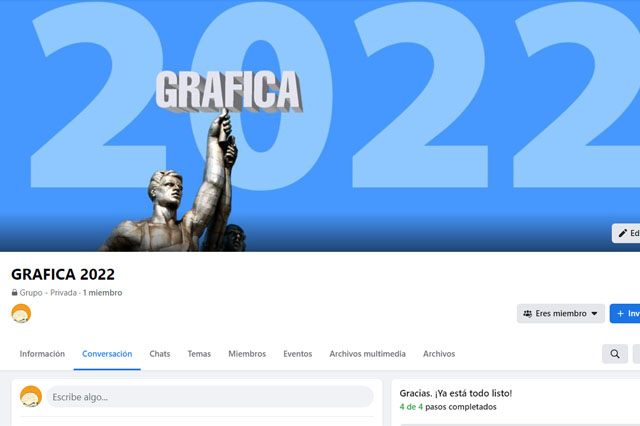 2022
GRAFICA
Ed
GRAFICA 2022
Grupo · Privada · 1 miembro
Eres miembro
+ Inv
Información
Conversación
Chats
Temas
Miembros
Eventos
Archivos multimedia
Archivos
Escribe algo...
Gracias. ¡Ya está todo listo!
4 de 4 pasos completados